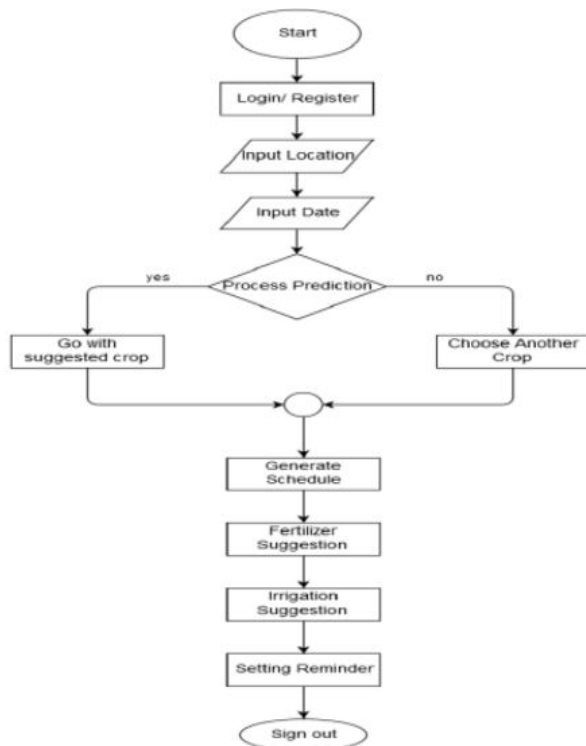 Start
Login/ Register
Input Location
Input Date
Process Prediction
yes
no
Go with
suggested crop
Choose Another
Crop
Generate
Schedule
Fertilizer
Suggestion
Irrigation
Suggestion
Setting Reminder
Sign out